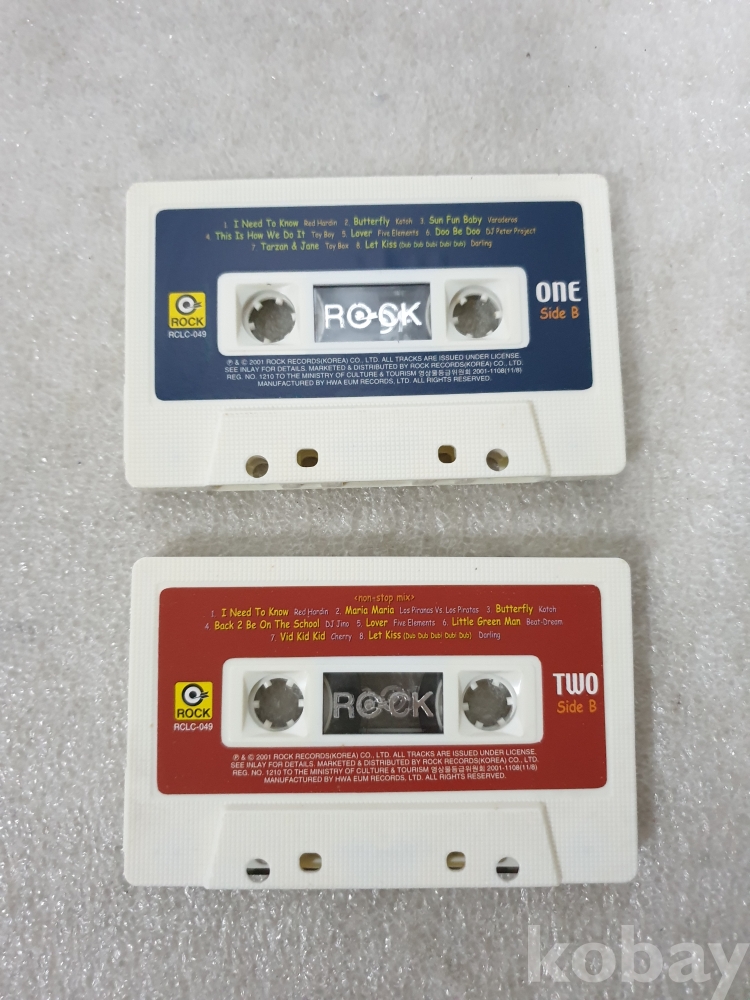 1. I Need To Know Red Hardin 2. Butterfly Kotch 3. Sun Fun Baby Varaderos
4. This Is How We Do It Toy Boy 5. Lover Five Elements 6. Doo Be Doo DJ Peter Project
7. Tarzan & Jane Toy Box 8. Let Kiss (Dub Dub Dubi Dubi Dub) Darling
ONE
Side B
ROCK
ROCK
RCLC-049
℗ & © 2001 ROCK RECORDS(KOREA) CO., LTD. ALL TRACKS ARE ISSUED UNDER LICENSE.
SEE INLAY FOR DETAILS. MARKETED & DISTRIBUTED BY ROCK RECORDS(KOREA) CO., LTD.
REG. NO. 1210 TO THE MINISTRY OF CULTURE & TOURISM 영상물등급위원회 2001-1108(11/8)
MANUFACTURED BY HWA EUM RECORDS, LTD. ALL RIGHTS RESERVED.
<non-stop mix>
1. I Need To Know Red Hardin 2. Maria Maria Los Piranas Vs. Los Piratos 3. Butterfly Kotch
4. Back 2 Be On The School DJ Jino 5. Lover Five Elements 6. Little Green Man Beat-Dream
7. Vid Kid Kid Cherry 8. Let Kiss (Dub Dub Dubi Dubi Dub) Darling
TWO
Side B
ROCK
ROCK
RCLC-049
℗ & © 2001 ROCK RECORDS(KOREA) CO., LTD. ALL TRACKS ARE ISSUED UNDER LICENSE.
SEE INLAY FOR DETAILS. MARKETED & DISTRIBUTED BY ROCK RECORDS(KOREA) CO., LTD.
REG. NO. 1210 TO THE MINISTRY OF CULTURE & TOURISM 영상물등급위원회 2001-1108(11/8)
MANUFACTURED BY HWA EUM RECORDS, LTD. ALL RIGHTS RESERVED.
kobay